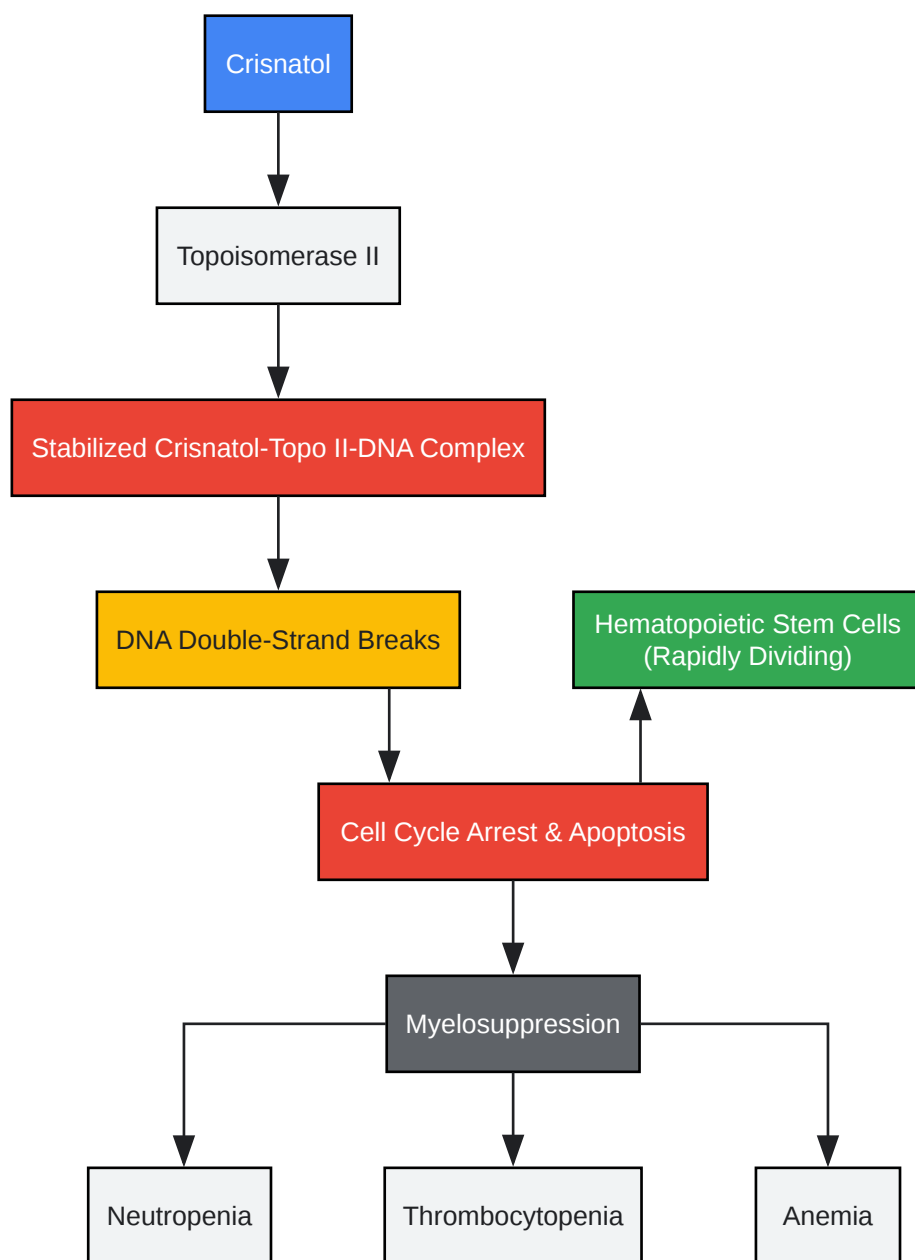 Crisnatol
Topoisomerase II
Stabilized Crisnatol-Topo II-DNA Complex
DNA Double-Strand Breaks
Hematopoietic Stem Cells
(Rapidly Dividing)
Cell Cycle Arrest & Apoptosis
Myelosuppression
Neutropenia
Thrombocytopenia
Anemia